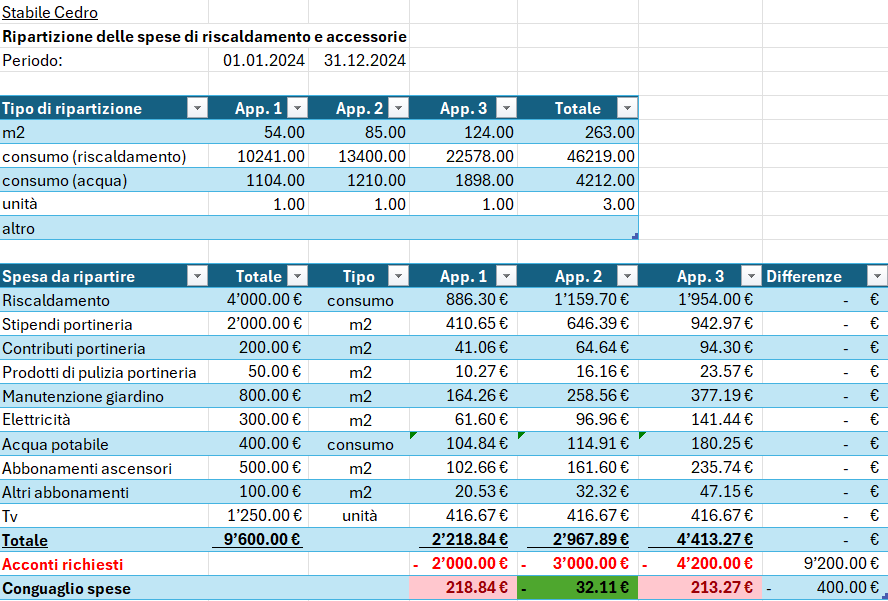 Stabile Cedro
Ripartizione delle spese di riscaldamento e accessorie
Periodo: 01.01.2024 31.12.2024
Tipo di ripartizione App. 1 App. 2 App. 3 Totale
m2 54.00 85.00 124.00 263.00
consumo (riscaldamento) 10241.00 13400.00 22578.00 46219.00
consumo (acqua) 1104.00 1210.00 1898.00 4212.00
unità 1.00 1.00 1.00 3.00
altro
Spesa da ripartire Totale Tipo App. 1 App. 2 App. 3 Differenze
Riscaldamento 4’000.00 € consumo 886.30 € 1’159.70 € 1’954.00 € - €
Stipendi portineria 2’000.00 € m2 410.65 € 646.39 € 942.97 € - €
Contributi portineria 200.00 € m2 41.06 € 64.64 € 94.30 € - €
Prodotti di pulizia portineria 50.00 € m2 10.27 € 16.16 € 23.57 € - €
Manutenzione giardino 800.00 € m2 164.26 € 258.56 € 377.19 € - €
Elettricità 300.00 € m2 61.60 € 96.96 € 141.44 € - €
Acqua potabile 400.00 € consumo 104.84 € 114.91 € 180.25 € - €
Abbonamenti ascensori 500.00 € m2 102.66 € 161.60 € 235.74 € - €
Altri abbonamenti 100.00 € m2 20.53 € 32.32 € 47.15 € - €
Tv 1’250.00 € unità 416.67 € 416.67 € 416.67 € - €
Totale 9’600.00 € 2’218.84 € 2’967.89 € 4’413.27 € - €
Acconti richiesti - 2’000.00 € - 3’000.00 € - 4’200.00 € 9’200.00 €
Conguaglio spese 218.84 € - 32.11 € 213.27 € - 400.00 €